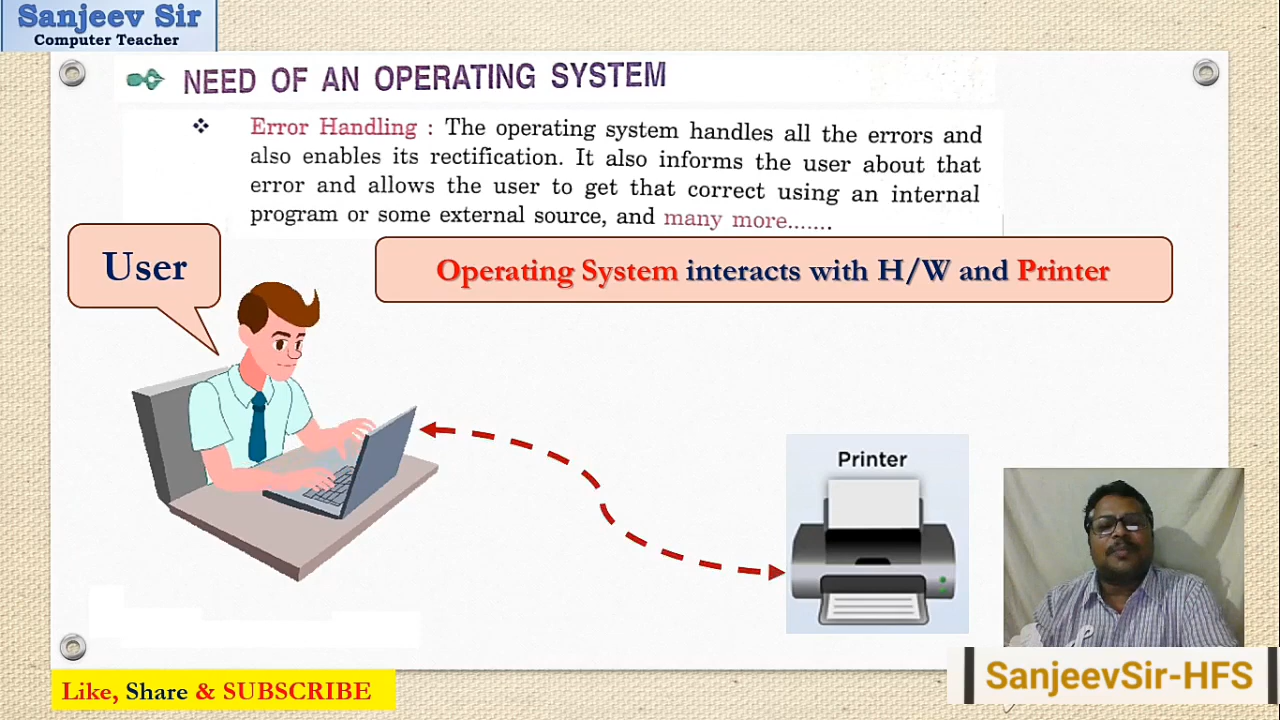 Sanjeev Sir
Computer Teacher
NEED OF AN OPERATING SYSTEM
Error Handling : The operating system handles all the errors and
also enables its rectification. It also informs the user about that
error and allows the user to get that correct using an internal
program or some external source, and many more.......
User
Operating System interacts with H/W and Printer
Printer
Like, Share & SUBSCRIBE
SanjeevSir-HFS